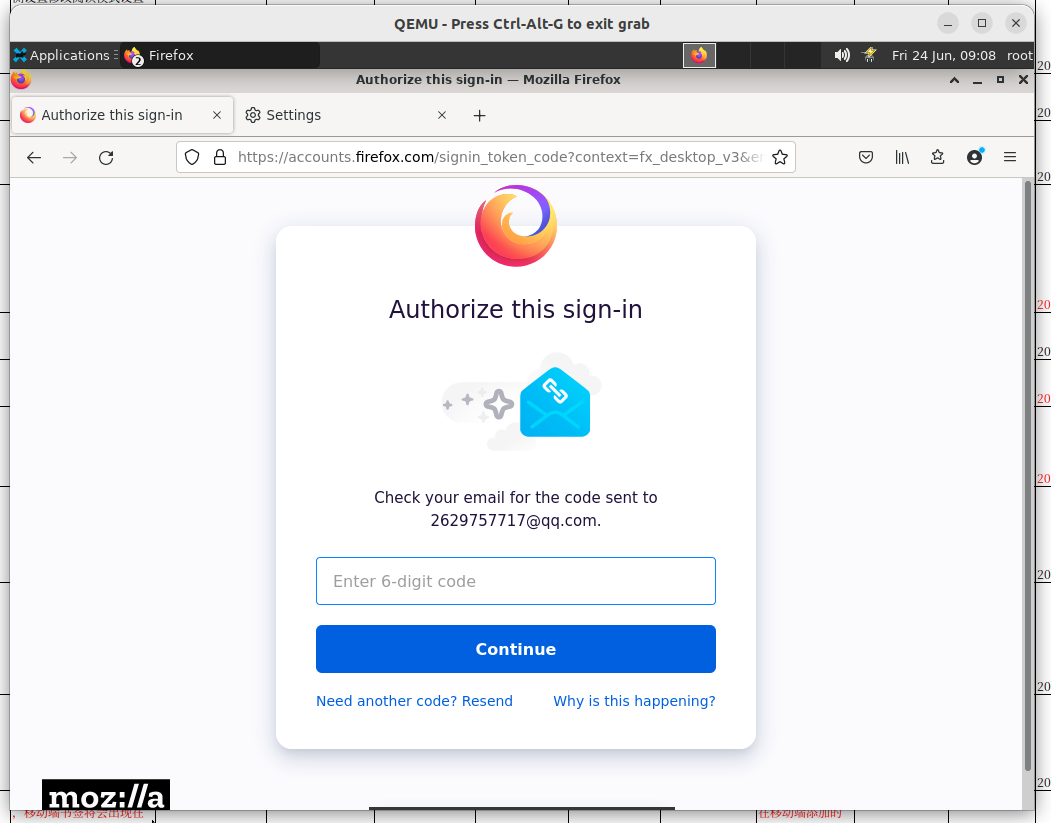 QEMU - Press Ctrl-Alt-G to exit grab
Applications
2 Firefox
Fri 24 Jun, 09:08 root
Authorize this sign-in — Mozilla Firefox
Authorize this sign-in
Settings
https://accounts.firefox.com/signin_token_code?context=fx_desktop_v3&e
Authorize this sign-in
Check your email for the code sent to
2629757717@qq.com.
Enter 6-digit code
Continue
Need another code? Resend
Why is this happening?
moz://a
20
20
20
20
20
20
20
20
20
20
，移动端书签将会出现在
在移动端添加的